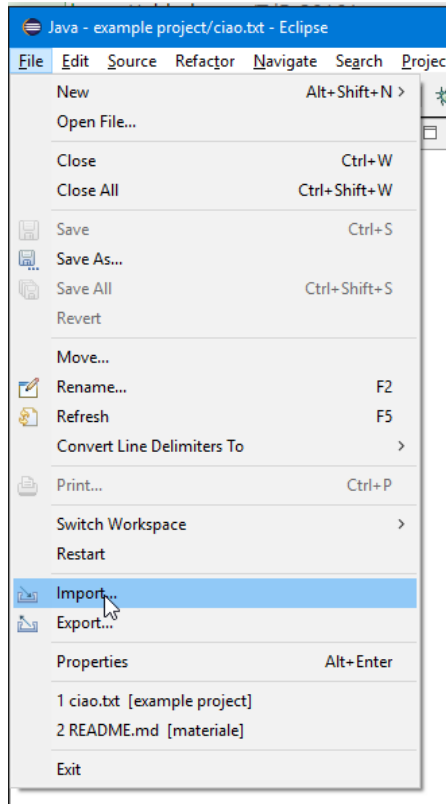 Java - example project/ciao.txt - Eclipse
File Edit Source Refactor Navigate Search Projec
New Alt+Shift+N >
Open File...
Close Ctrl+W
Close All Ctrl+Shift+W
Save Ctrl+S
Save As...
Save All Ctrl+Shift+S
Revert
Move...
Rename... F2
Refresh F5
Convert Line Delimiters To >
Print... Ctrl+P
Switch Workspace >
Restart
Import...
Export...
Properties Alt+Enter
1 ciao.txt [example project]
2 README.md [materiale]
Exit